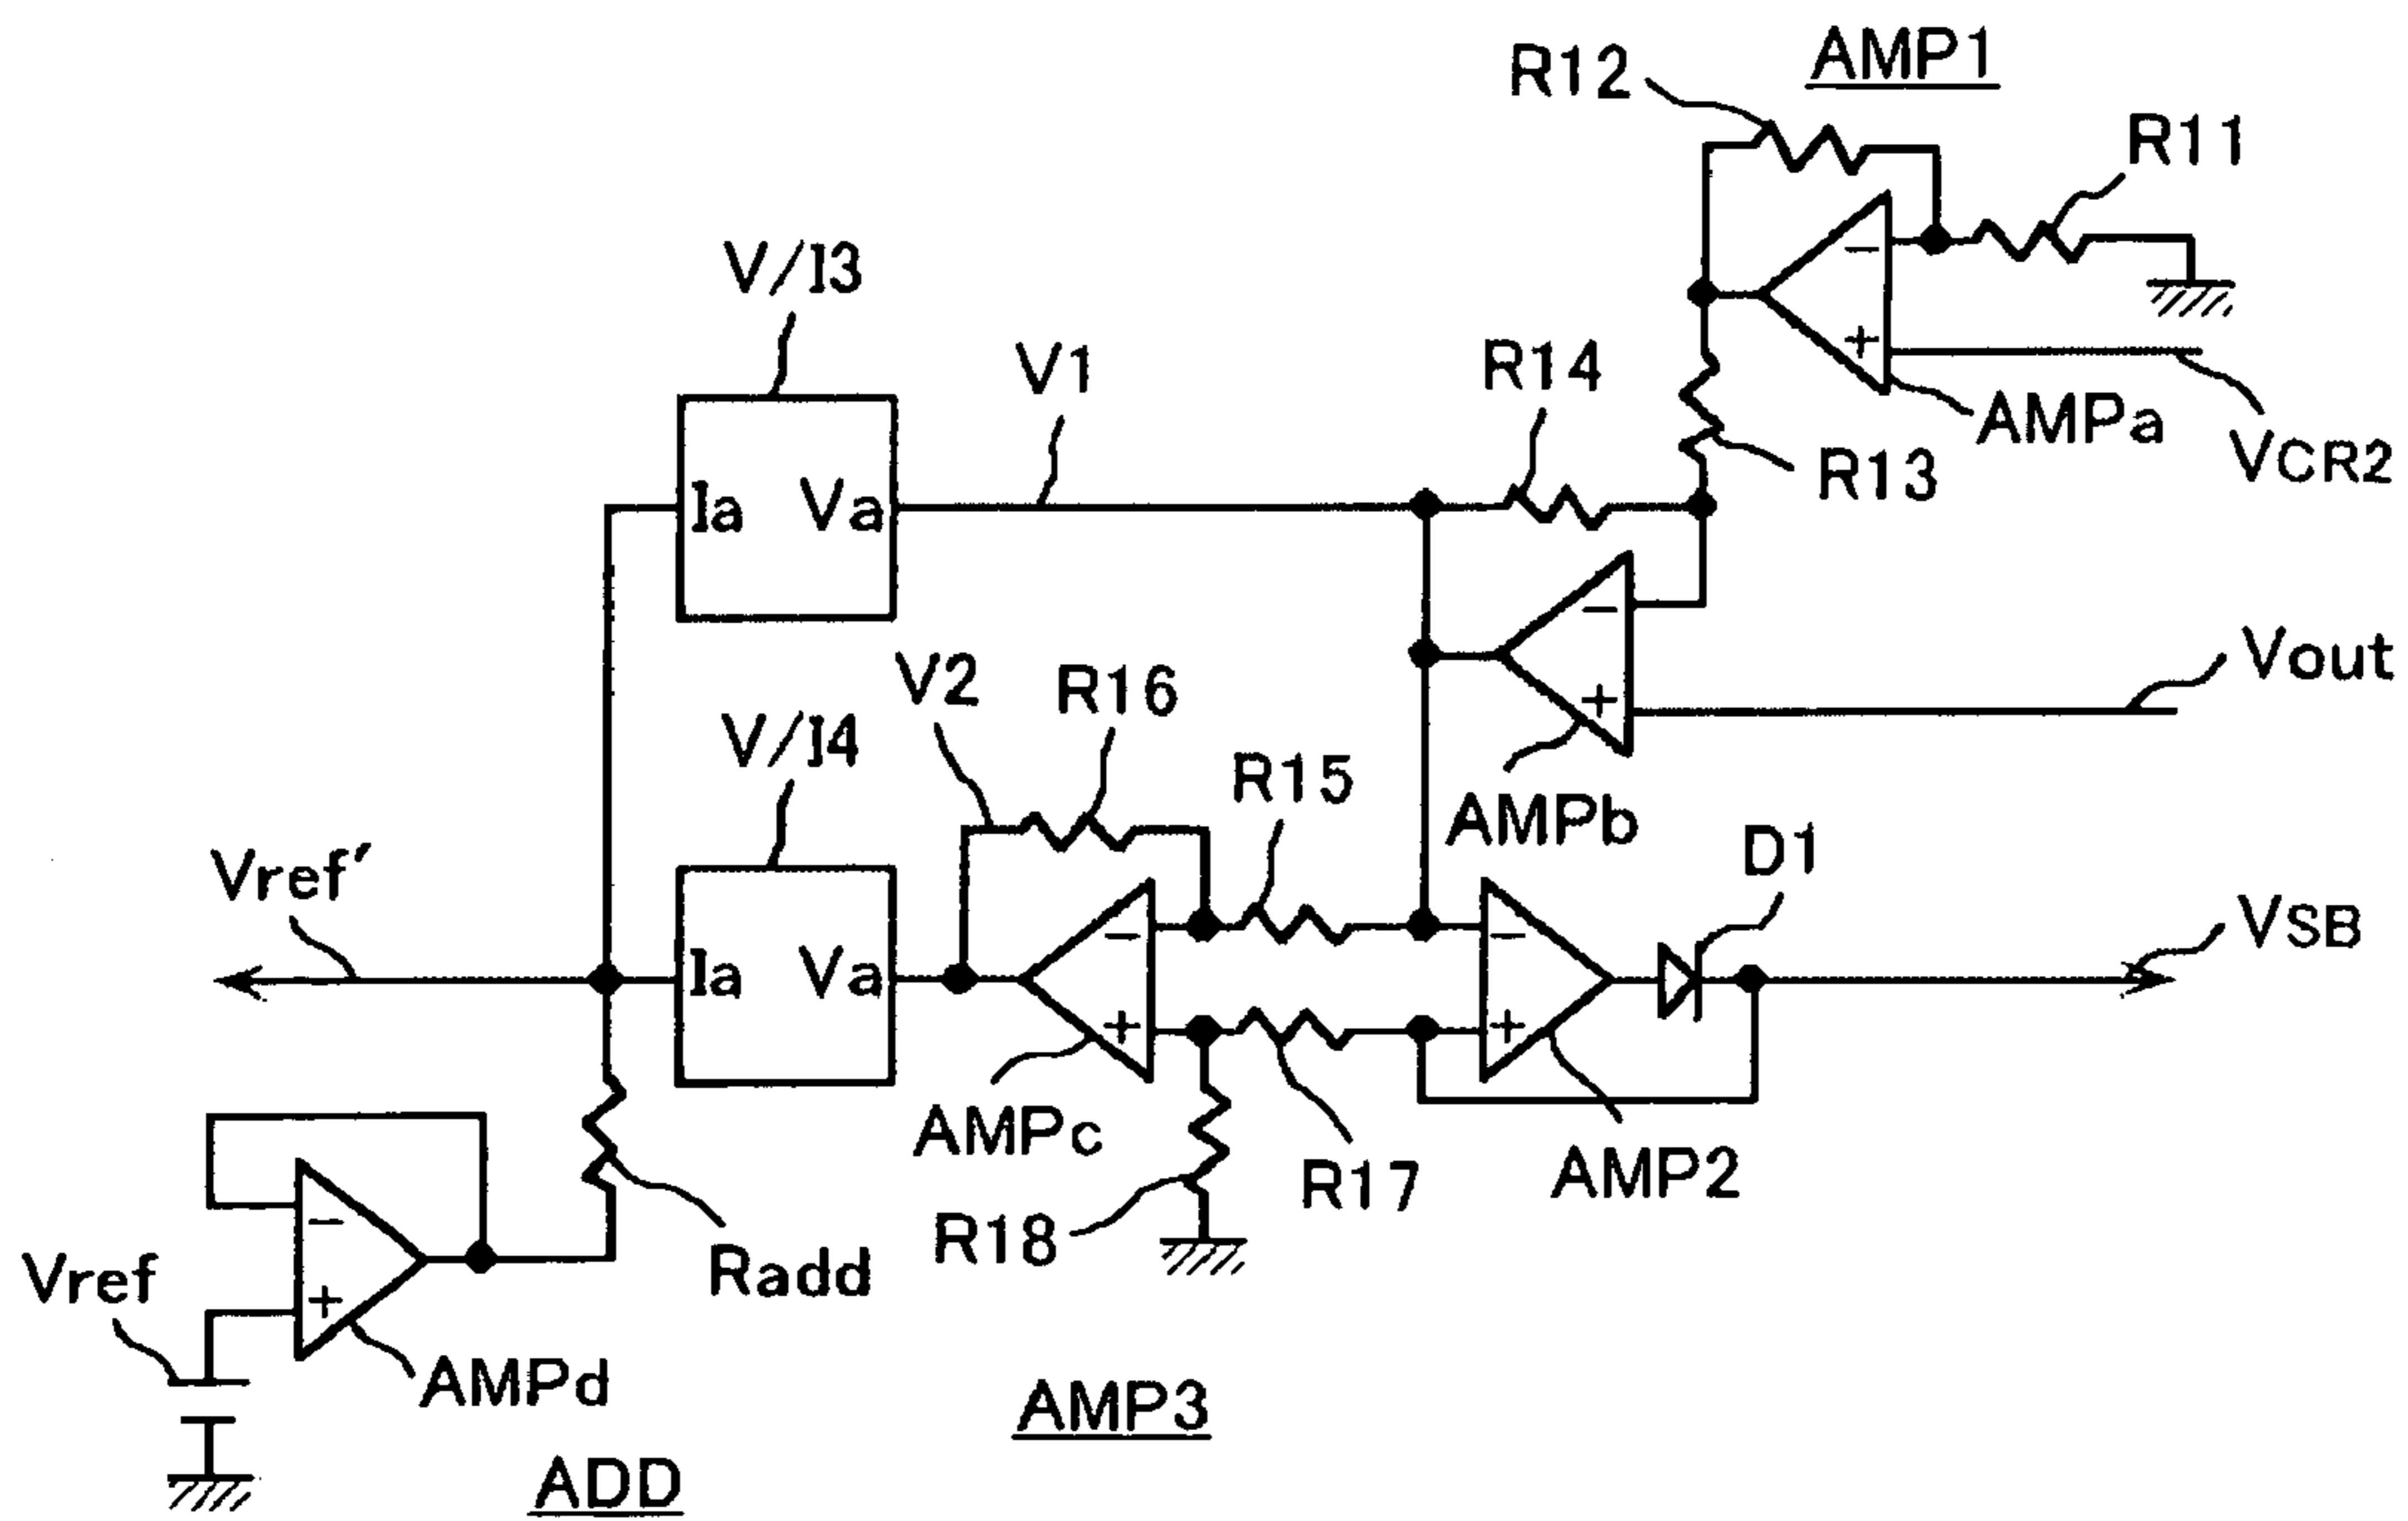 AMP1
R12
R11
V/I3
V1
R14
AMPa
VCR2
R13
Ia
Va
−
+
V2
R16
Vout
V/I4
R15
−
+
AMPb
D1
Vref'
VSB
Ia
Va
−
+
−
+
AMPc
R17
AMP2
R18
Radd
Vref
−
+
AMPd
AMP3
ADD